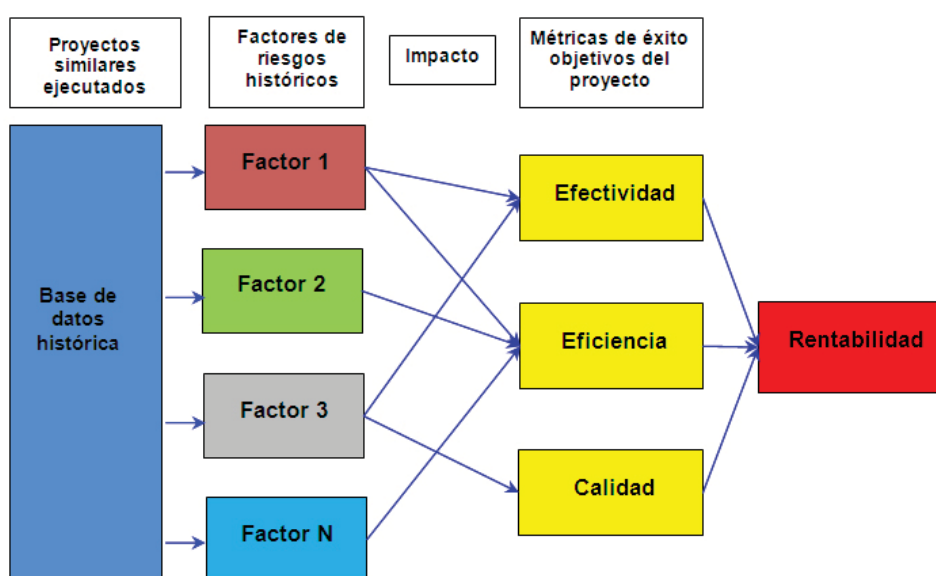 Proyectos
similares
ejecutados
Factores de
riesgos
históricos
Impacto
Métricas de éxito
objetivos del
proyecto
Base de
datos
histórica
Factor 1
Factor 2
Factor 3
Factor N
Efectividad
Eficiencia
Calidad
Rentabilidad